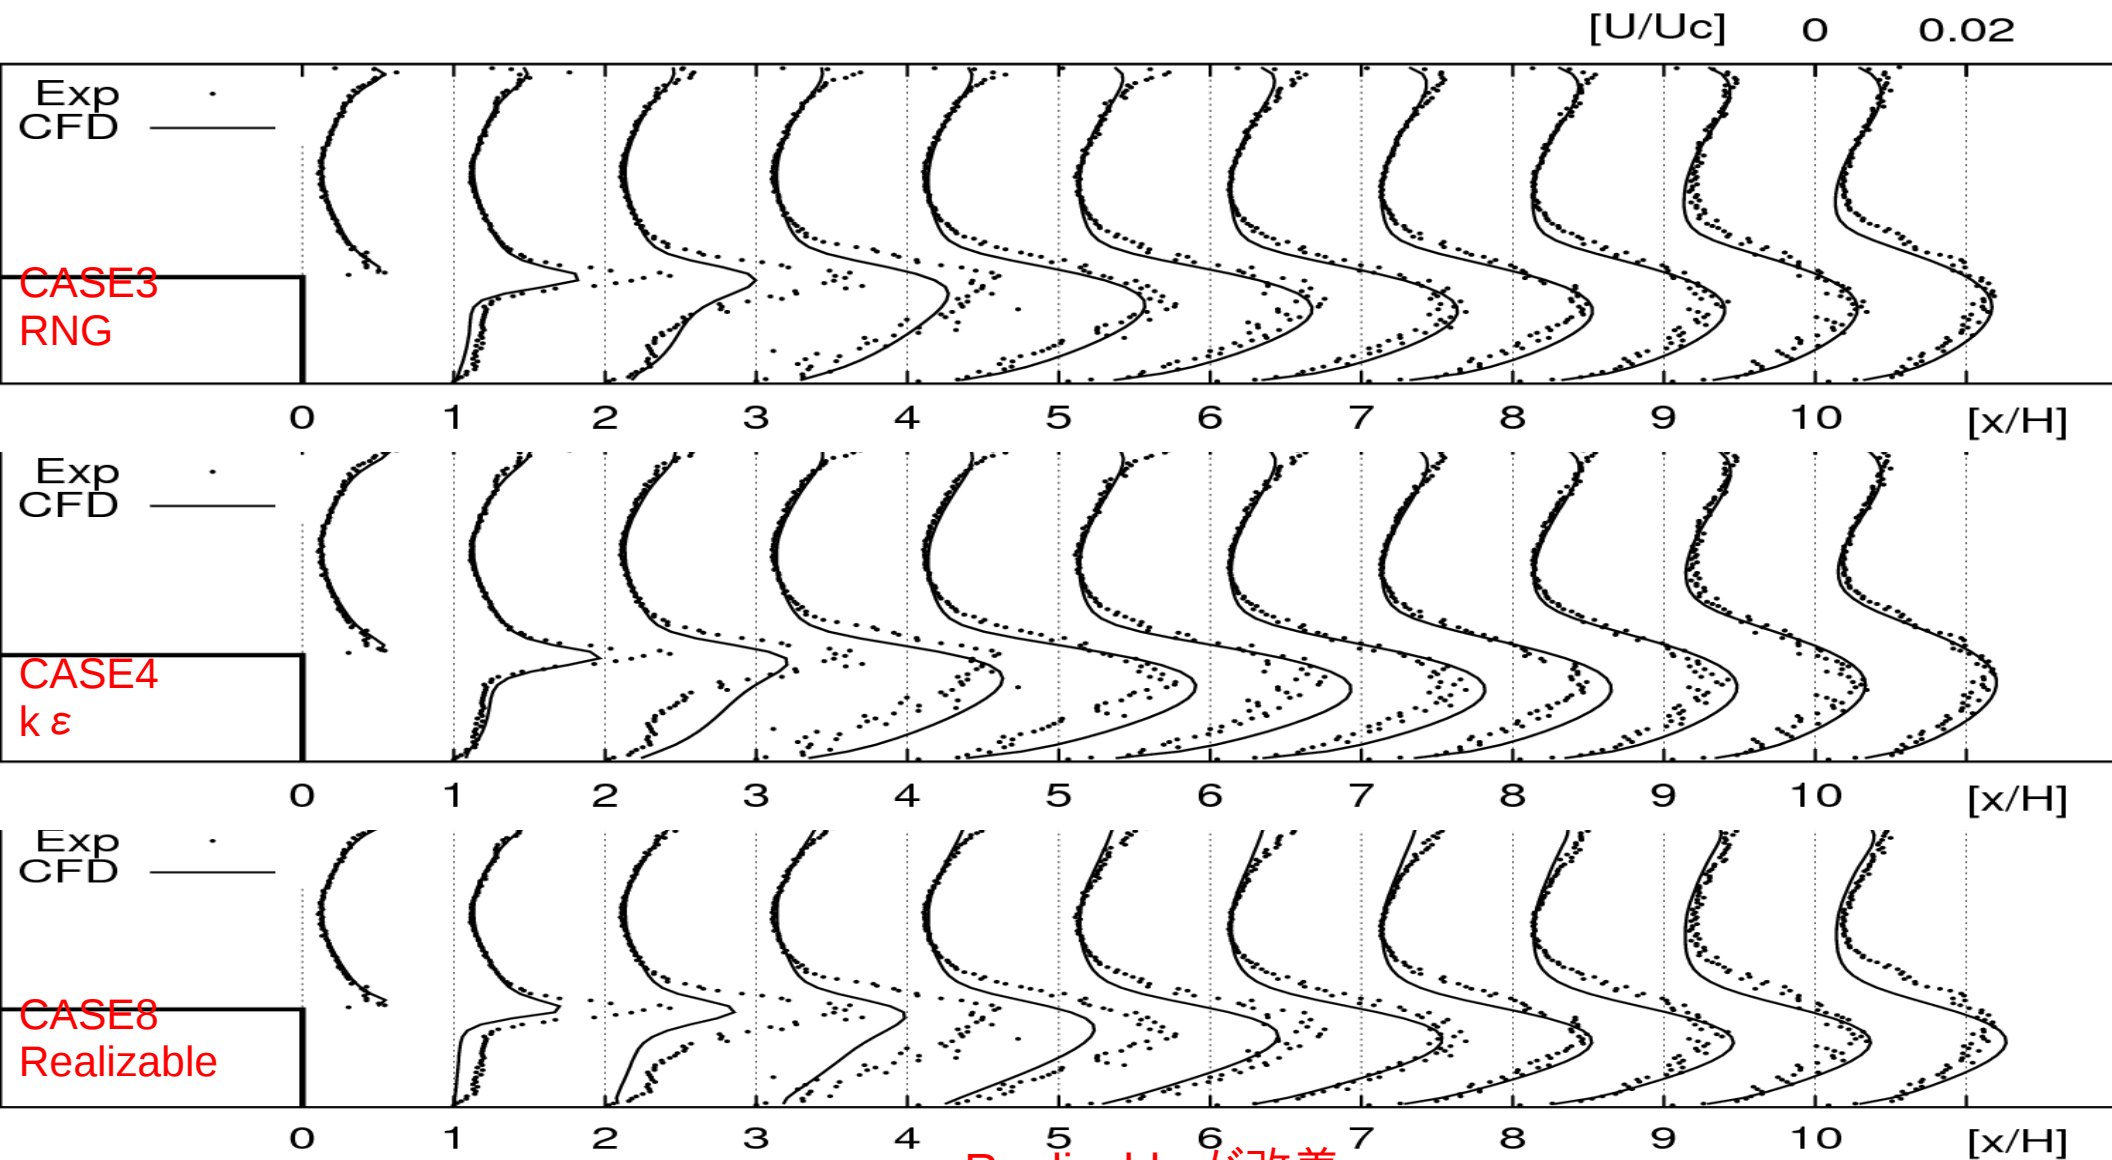 [U/Uc] 0 0.02
Exp
CFD
CASE3
RNG
0 1 2 3 4 5 6 7 8 9 10 [x/H]
Exp
CFD
CASE4
k ε
0 1 2 3 4 5 6 7 8 9 10 [x/H]
Exp
CFD
CASE8
Realizable
0 1 2 3 4 5 6 7 8 9 10 [x/H]